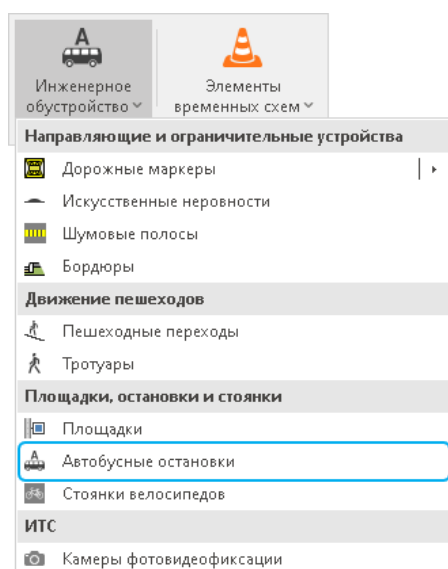 Инженерное
обустройство
Элементы
временных схем
Направляющие и ограничительные устройства
Дорожные маркеры
Искусственные неровности
Шумовые полосы
Бордюры
Движение пешеходов
Пешеходные переходы
Тротуары
Площадки, остановки и стоянки
Площадки
Автобусные остановки
Стоянки велосипедов
ИТС
Камеры фотовидеофиксации